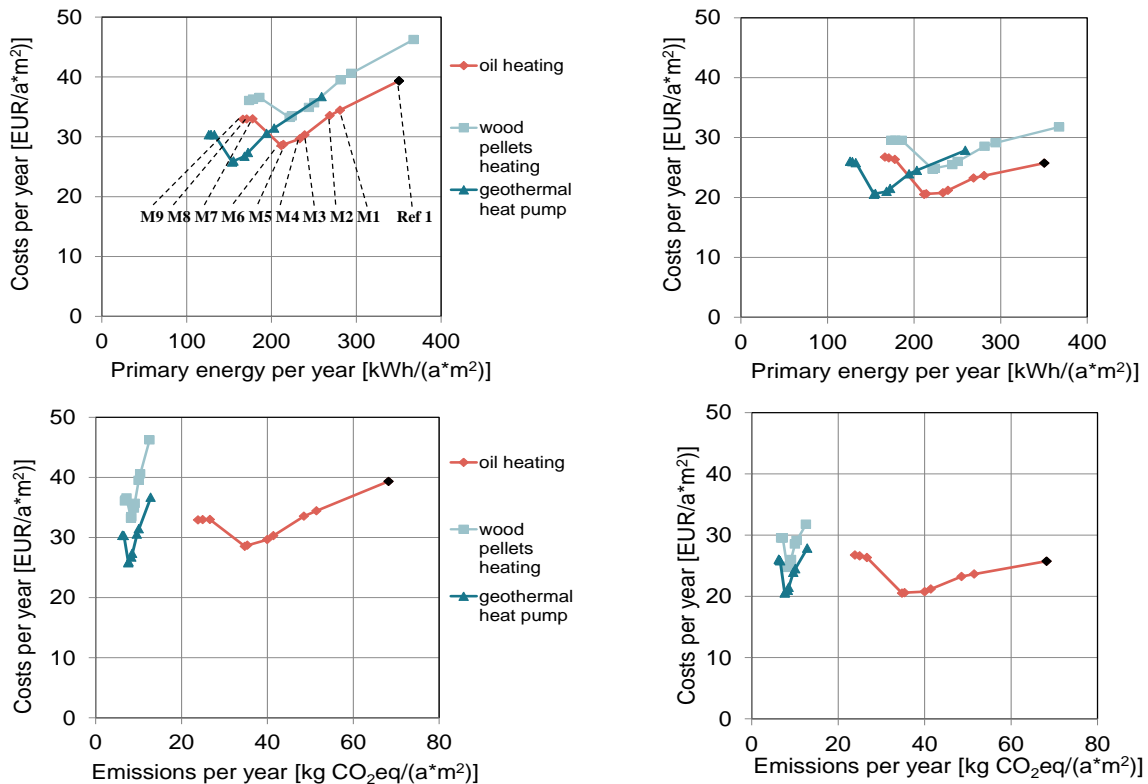 50
40
30
20
10
0
Costs per year [EUR/a*m²)]
M9 M8 M7 M6 M5 M4 M3 M2 M1 Ref 1
0 100 200 300 400
Primary energy per year [kWh/(a*m²)]
oil heating
wood
pellets
heating
geothermal
heat pump
50
40
30
20
10
0
Costs per year [EUR/a*m²)]
0 100 200 300 400
Primary energy per year [kWh/(a*m²)]
50
40
30
20
10
0
Costs per year [EUR/a*m²)]
0 20 40 60 80
Emissions per year [kg CO₂eq/(a*m²)]
oil heating
wood
pellets
heating
geothermal
heat pump
50
40
30
20
10
0
Costs per year [EUR/a*m²)]
0 20 40 60 80
Emissions per year [kg CO₂eq/(a*m²)]